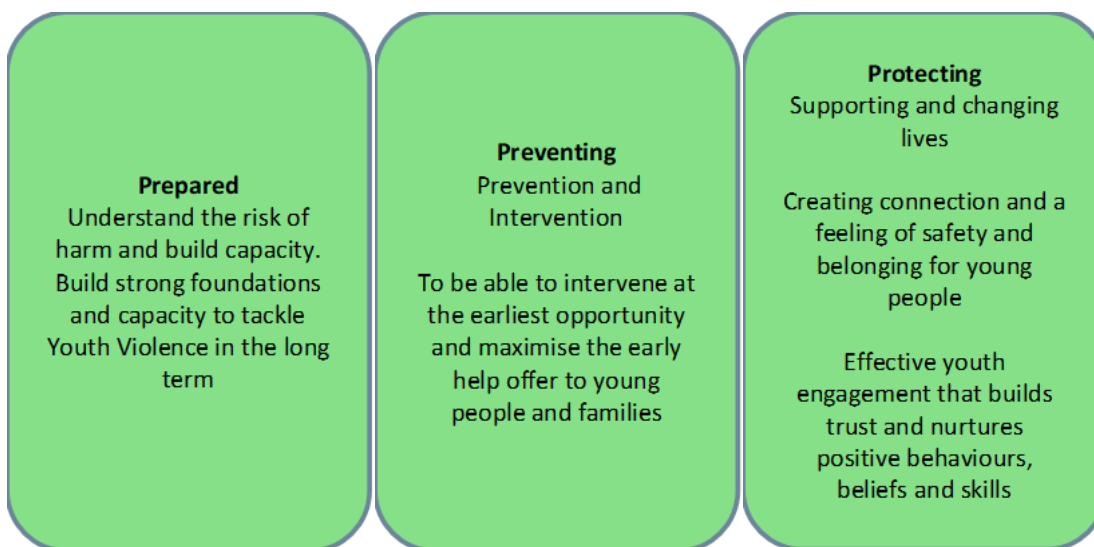 Prepared
Understand the risk of
harm and build capacity.
Build strong foundations
and capacity to tackle
Youth Violence in the long
term
Preventing
Prevention and
Intervention
To be able to intervene at
the earliest opportunity
and maximise the early
help offer to young
people and families
Protecting
Supporting and changing
lives
Creating connection and a
feeling of safety and
belonging for young
people
Effective youth
engagement that builds
trust and nurtures
positive behaviours,
beliefs and skills